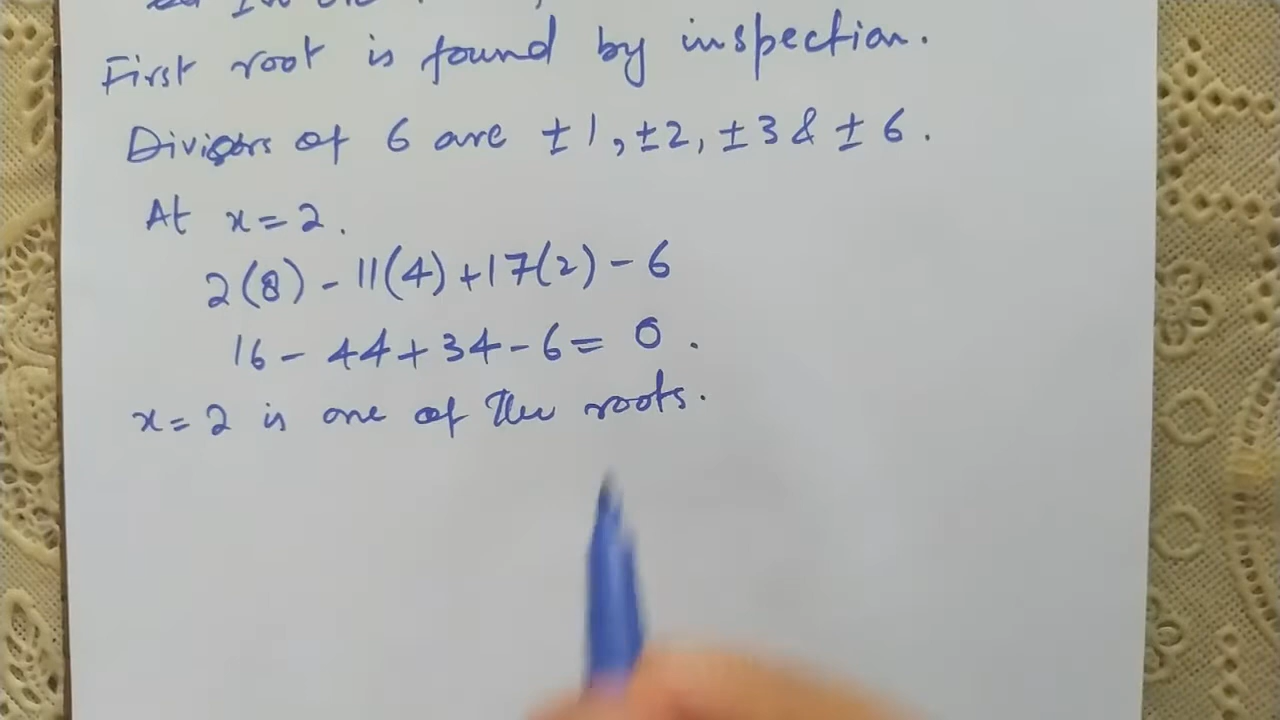 First root is found by inspection.
Divisors of 6 are ±1, ±2, ±3 & ±6.
At x=2.
2(8) - 11(4) + 17(2) - 6
16 - 44 + 34 - 6 = 0.
x=2 is one of the roots.